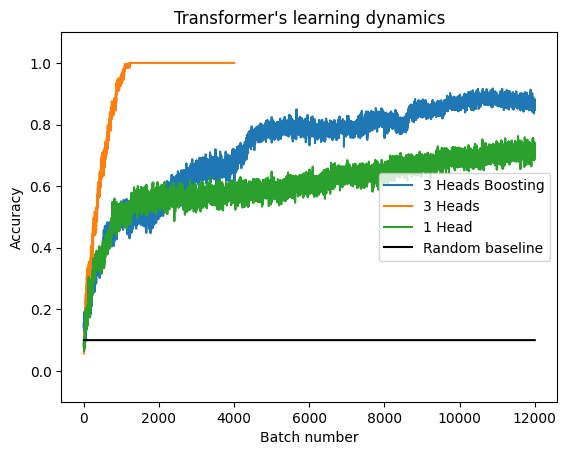 Transformer's learning dynamics
Accuracy
1.0
0.8
0.6
0.4
0.2
0.0
3 Heads Boosting
3 Heads
1 Head
Random baseline
0
2000
4000
6000
8000
10000
12000
Batch number